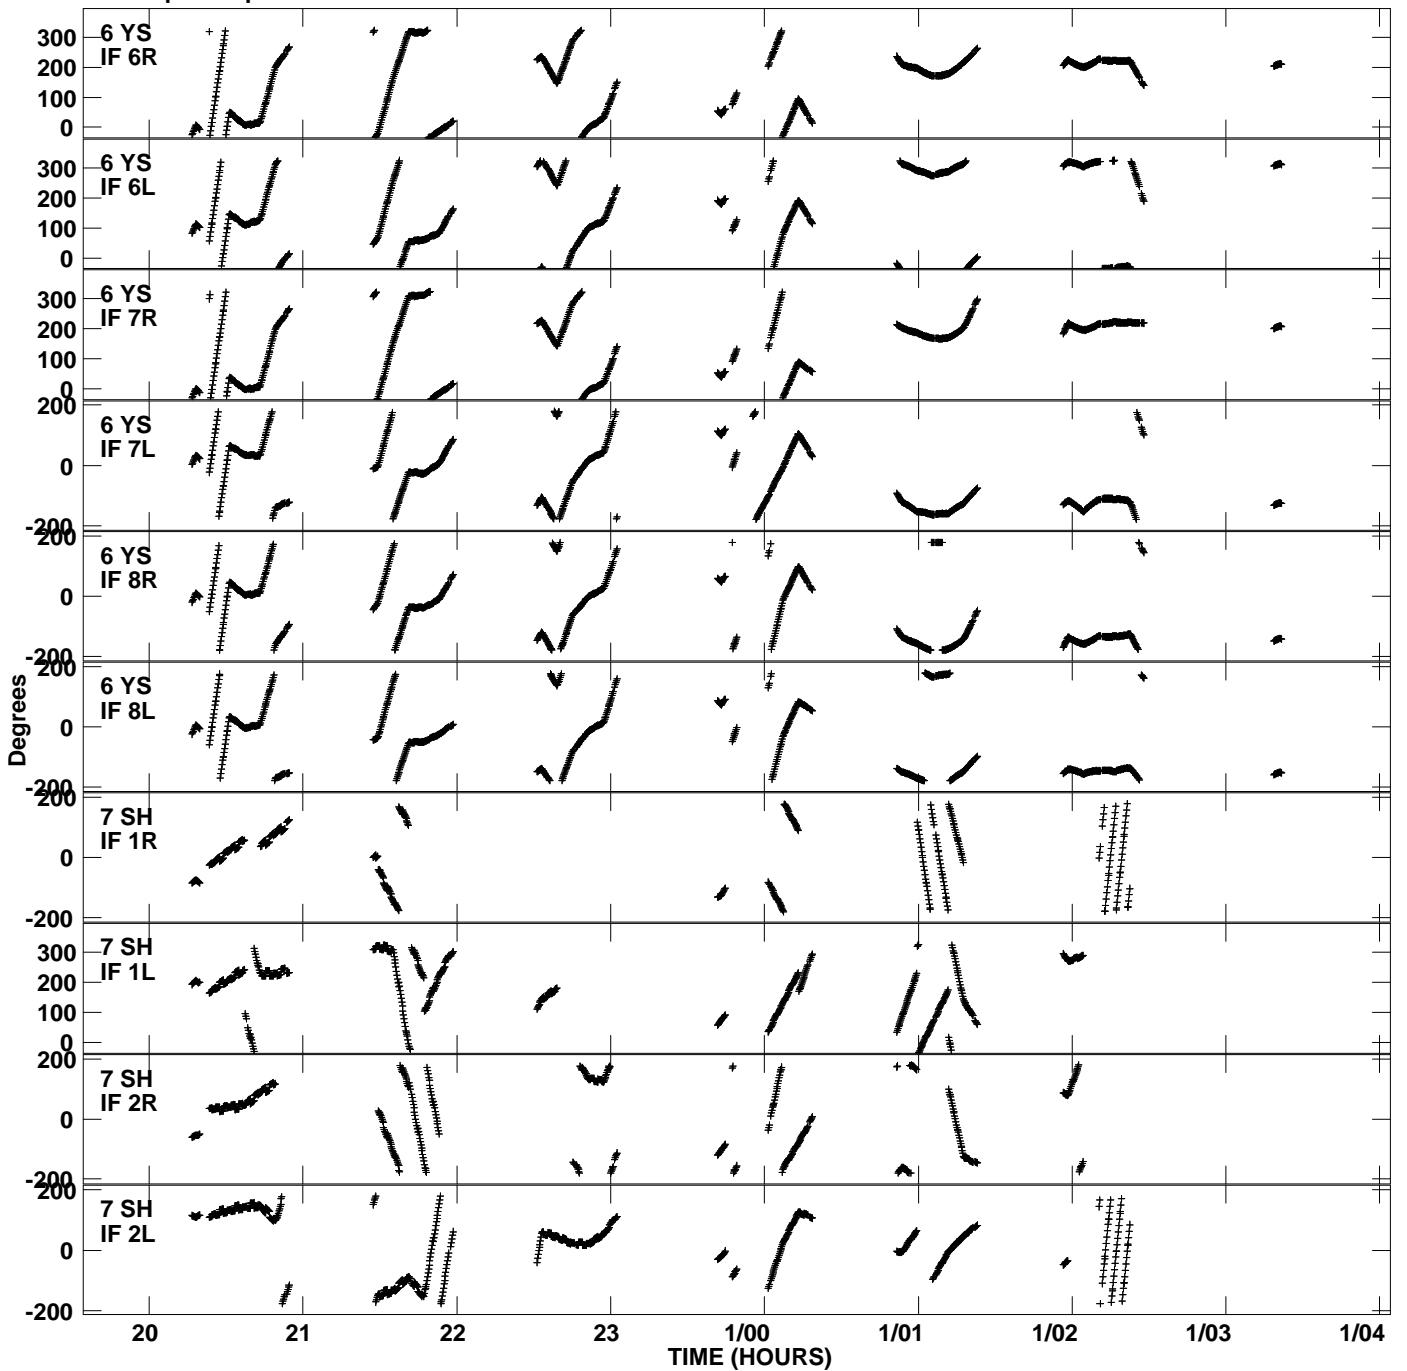 6 YS
IF 6R
300
200
100
0
6 YS
IF 6L
300
200
100
0
6 YS
IF 7R
300
200
100
0
6 YS
IF 7L
200
0
-200
6 YS
IF 8R
200
0
-200
6 YS
IF 8L
200
0
-200
7 SH
IF 1R
200
0
-200
7 SH
IF 1L
300
200
100
0
7 SH
IF 2R
200
0
-200
7 SH
IF 2L
200
0
-200
Degrees
20 21 22 23 1/00 1/01 1/02 1/03 1/04
TIME (HOURS)